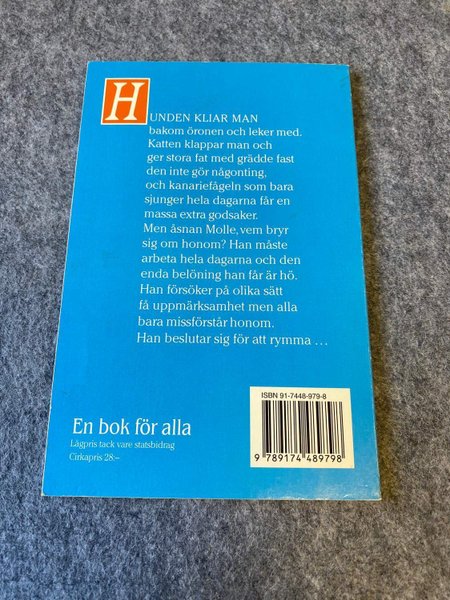 HUNDEN KLIAR MAN
bakom öronen och leker med.
Katten klappar man och
ger stora fat med grädde fast
den inte gör någonting,
och kanariefågeln som bara
sjunger hela dagarna får en
massa extra godsaker.
Men åsnan Molle, vem bryr
sig om honom? Han måste
arbeta hela dagarna och den
enda belöning han får är hö.
Han försöker på olika sätt
få uppmärksamhet men alla
bara missförstår honom.
Han beslutar sig för att rymma ...
ISBN 91-7448-979-8
9 789174 489798
En bok för alla
Lågpris tack vare statsbidrag
Cirkapris 28:–